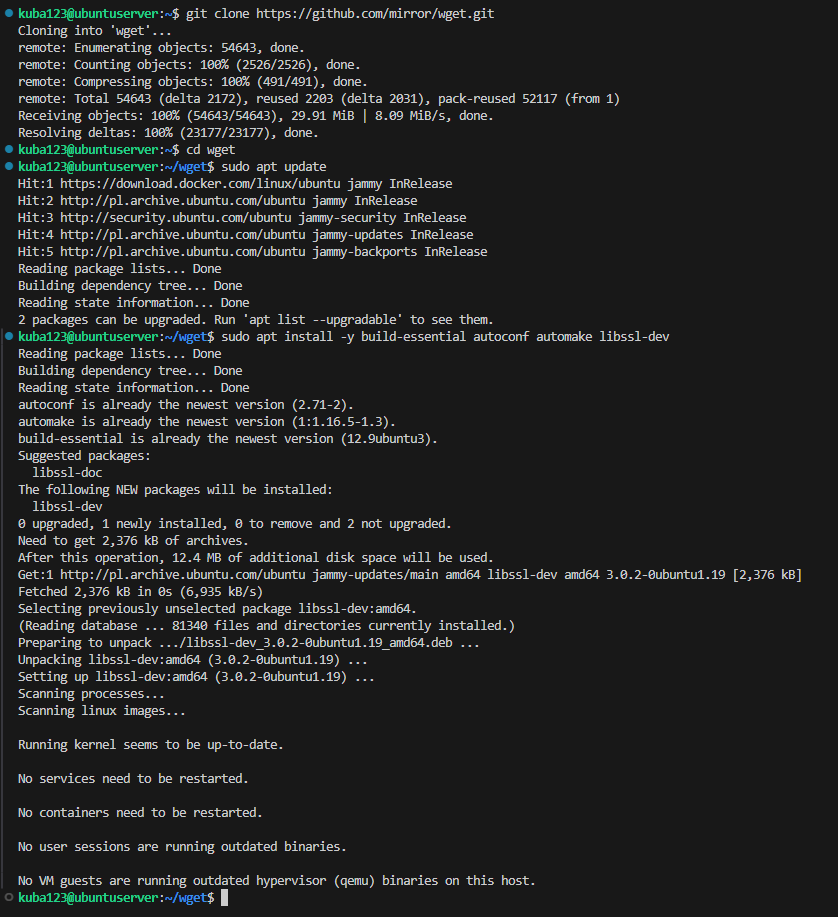 kuba123@ubuntuserver:~$ git clone https://github.com/mirror/wget.git
Cloning into 'wget'...
remote: Enumerating objects: 54643, done.
remote: Counting objects: 100% (2526/2526), done.
remote: Compressing objects: 100% (491/491), done.
remote: Total 54643 (delta 2172), reused 2203 (delta 2031), pack-reused 52117 (from 1)
Receiving objects: 100% (54643/54643), 29.91 MiB | 8.09 MiB/s, done.
Resolving deltas: 100% (23177/23177), done.
kuba123@ubuntuserver:~$ cd wget
kuba123@ubuntuserver:~/wget$ sudo apt update
Hit:1 https://download.docker.com/linux/ubuntu jammy InRelease
Hit:2 http://pl.archive.ubuntu.com/ubuntu jammy InRelease
Hit:3 http://security.ubuntu.com/ubuntu jammy-security InRelease
Hit:4 http://pl.archive.ubuntu.com/ubuntu jammy-updates InRelease
Hit:5 http://pl.archive.ubuntu.com/ubuntu jammy-backports InRelease
Reading package lists... Done
Building dependency tree... Done
Reading state information... Done
2 packages can be upgraded. Run 'apt list --upgradable' to see them.
kuba123@ubuntuserver:~/wget$ sudo apt install -y build-essential autoconf automake libssl-dev
Reading package lists... Done
Building dependency tree... Done
Reading state information... Done
autoconf is already the newest version (2.71-2).
automake is already the newest version (1:1.16.5-1.3).
build-essential is already the newest version (12.9ubuntu3).
Suggested packages:
  libssl-doc
The following NEW packages will be installed:
  libssl-dev
0 upgraded, 1 newly installed, 0 to remove and 2 not upgraded.
Need to get 2,376 kB of archives.
After this operation, 12.4 MB of additional disk space will be used.
Get:1 http://pl.archive.ubuntu.com/ubuntu jammy-updates/main amd64 libssl-dev amd64 3.0.2-0ubuntu1.19 [2,376 kB]
Fetched 2,376 kB in 0s (6,935 kB/s)
Selecting previously unselected package libssl-dev:amd64.
(Reading database ... 81340 files and directories currently installed.)
Preparing to unpack .../libssl-dev_3.0.2-0ubuntu1.19_amd64.deb ...
Unpacking libssl-dev:amd64 (3.0.2-0ubuntu1.19) ...
Setting up libssl-dev:amd64 (3.0.2-0ubuntu1.19) ...
Scanning processes...
Scanning linux images...
Running kernel seems to be up-to-date.
No services need to be restarted.
No containers need to be restarted.
No user sessions are running outdated binaries.
No VM guests are running outdated hypervisor (qemu) binaries on this host.
kuba123@ubuntuserver:~/wget$